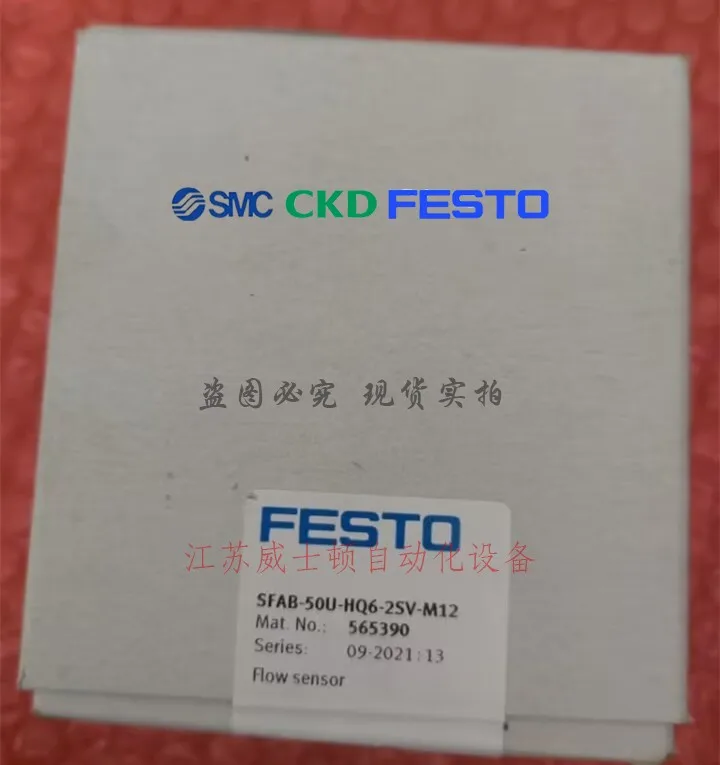 SMC CKD FESTO
盗图必究 现货实拍
FESTO
江苏威士顿自动化设备
SFAB-50U-HQ6-2SV-M12
Mat. No.: 565390
Series: 09-2021:13
Flow sensor